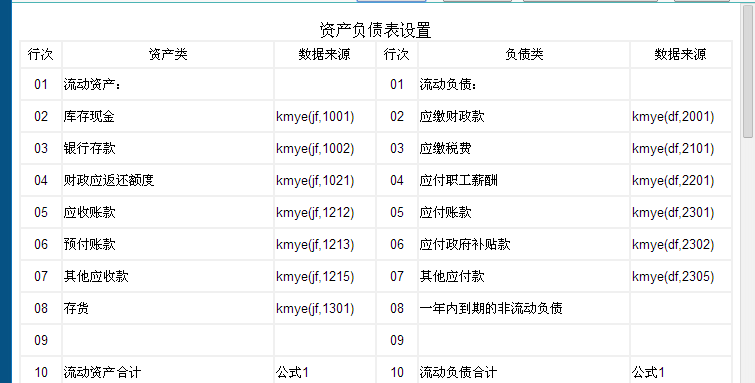 资产负债表设置
行次 资产类 数据来源 行次 负债类 数据来源
01 流动资产： 01 流动负债：
02 库存现金 kmye(jf,1001) 02 应缴财政款 kmye(df,2001)
03 银行存款 kmye(jf,1002) 03 应缴税费 kmye(df,2101)
04 财政应返还额度 kmye(jf,1021) 04 应付职工薪酬 kmye(df,2201)
05 应收账款 kmye(jf,1212) 05 应付账款 kmye(df,2301)
06 预付账款 kmye(jf,1213) 06 应付政府补贴款 kmye(df,2302)
07 其他应收款 kmye(jf,1215) 07 其他应付款 kmye(df,2305)
08 存货 kmye(jf,1301) 08 一年内到期的非流动负债
09 09
10 流动资产合计 公式1 10 流动负债合计 公式1